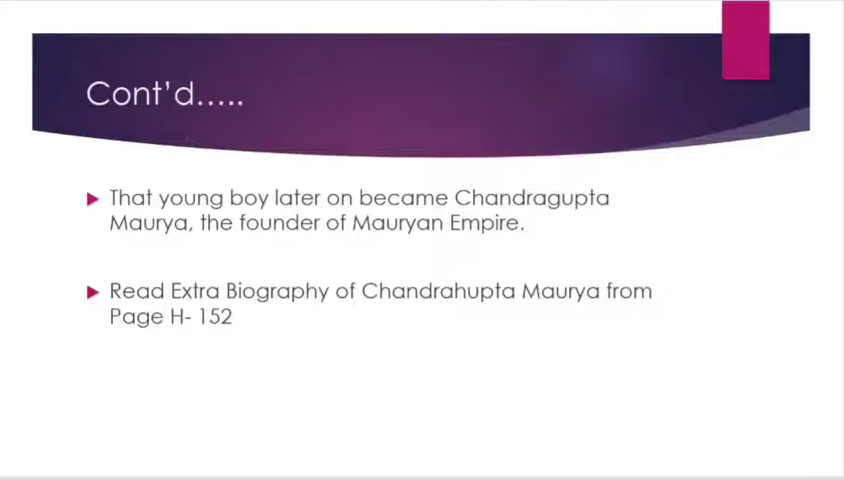 Cont’d.....
That young boy later on became Chandragupta
Maurya, the founder of Mauryan Empire.
Read Extra Biography of Chandrahupta Maurya from
Page H- 152